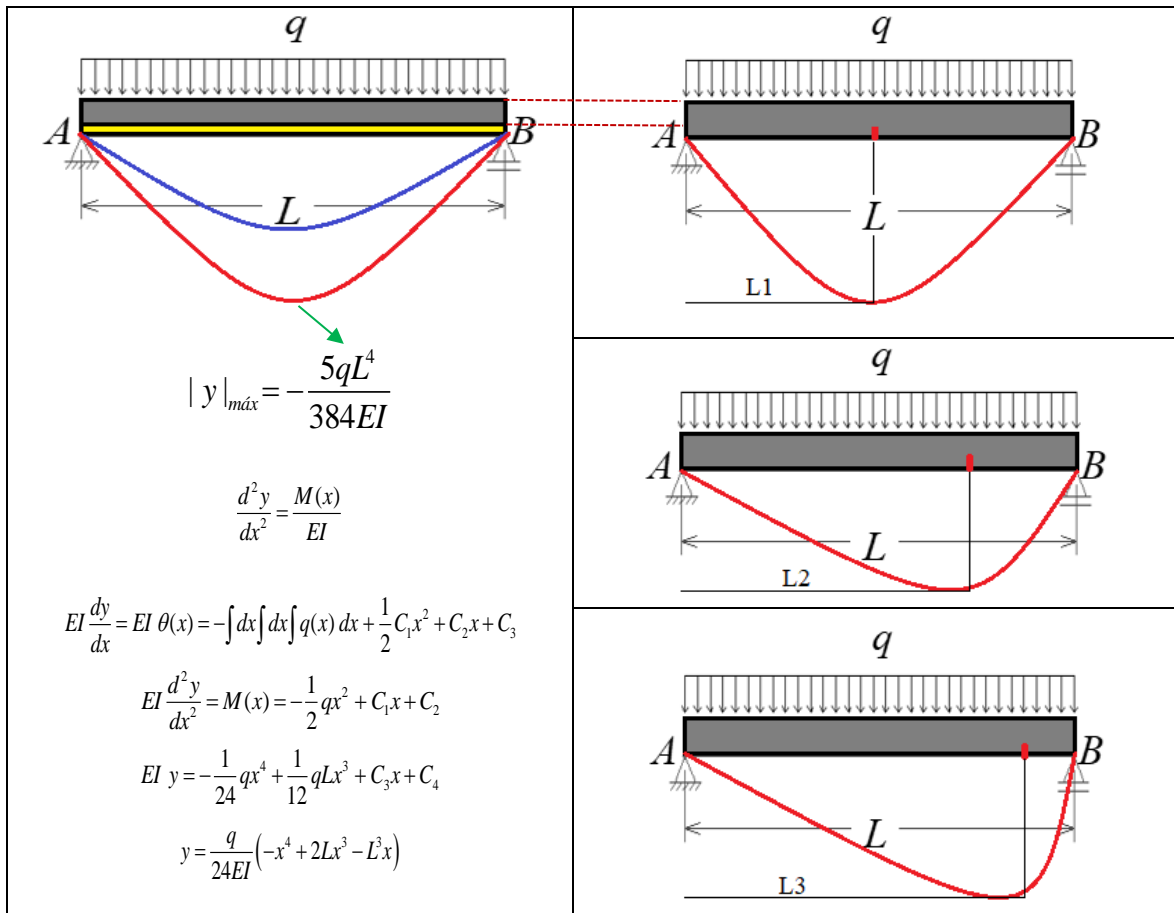 q
A
B
L
|y|máx = −5qL⁴/384EI
d²y/dx² = M(x)/EI
EI dy/dx = EI θ(x) = −∫dx∫dx∫q(x) dx + 1/2 C₁x² + C₂x + C₃
EI d²y/dx² = M(x) = −1/2 qx² + C₁x + C₂
EI y = −1/24 qx⁴ + 1/12 qLx³ + C₃x + C₄
y = q/24EI (−x⁴ + 2Lx³ − L³x)
q
A
B
L
L1
q
A
B
L
L2
q
A
B
L
L3